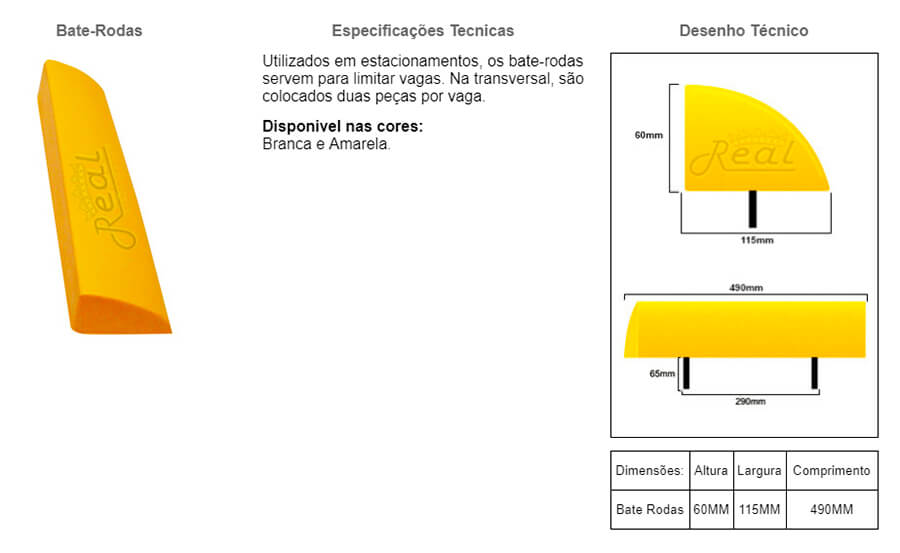 Bate-Rodas
Real
Especificações Tecnicas
Utilizados em estacionamentos, os bate-rodas
servem para limitar vagas. Na transversal, são
colocados duas peças por vaga.
Disponivel nas cores:
Branca e Amarela.
Desenho Técnico
60mm
Real
115mm
490mm
65mm
290mm
Dimensões: Altura Largura Comprimento
Bate Rodas 60MM 115MM 490MM